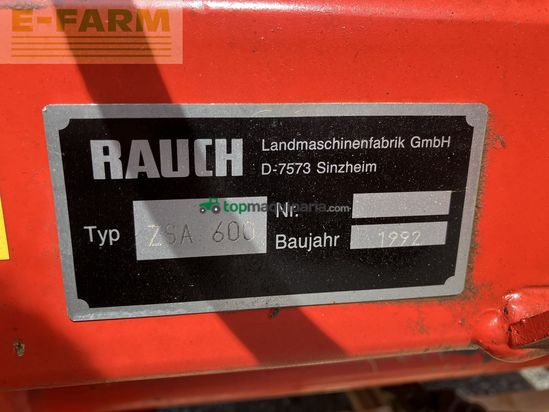 E-FARM
RAUCH
Landmaschinenfabrik GmbH
D-7573 Sinzheim
topmaquinaria.com
Typ ZSA 600
Nr.
Baujahr 1992